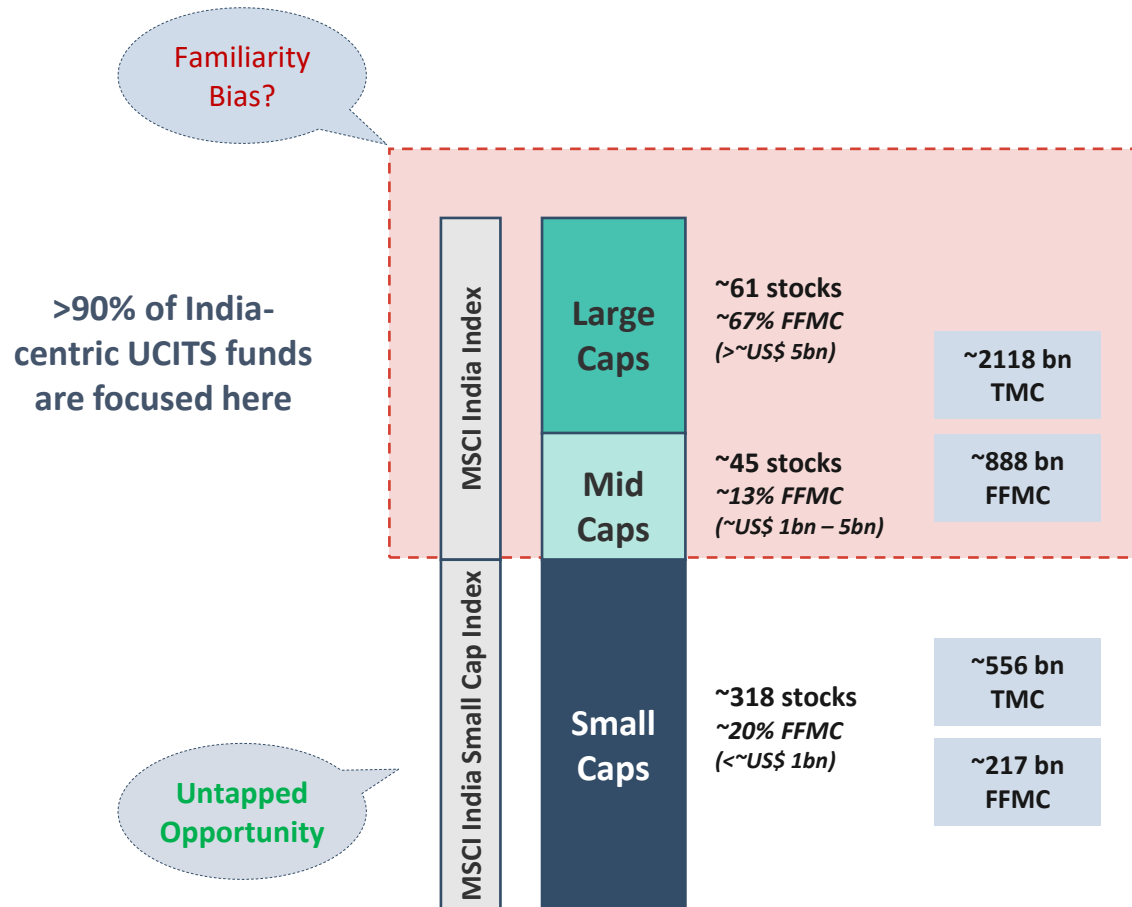 Familiarity
Bias?
>90% of India-
centric UCITS funds
are focused here
MSCI India Index
Large
Caps
~61 stocks
~67% FFMC
(>~US$ 5bn)
~2118 bn
TMC
Mid
Caps
~45 stocks
~13% FFMC
(~US$ 1bn – 5bn)
~888 bn
FFMC
MSCI India Small Cap Index
Small
Caps
~318 stocks
~20% FFMC
(<~US$ 1bn)
~556 bn
TMC
~217 bn
FFMC
Untapped
Opportunity